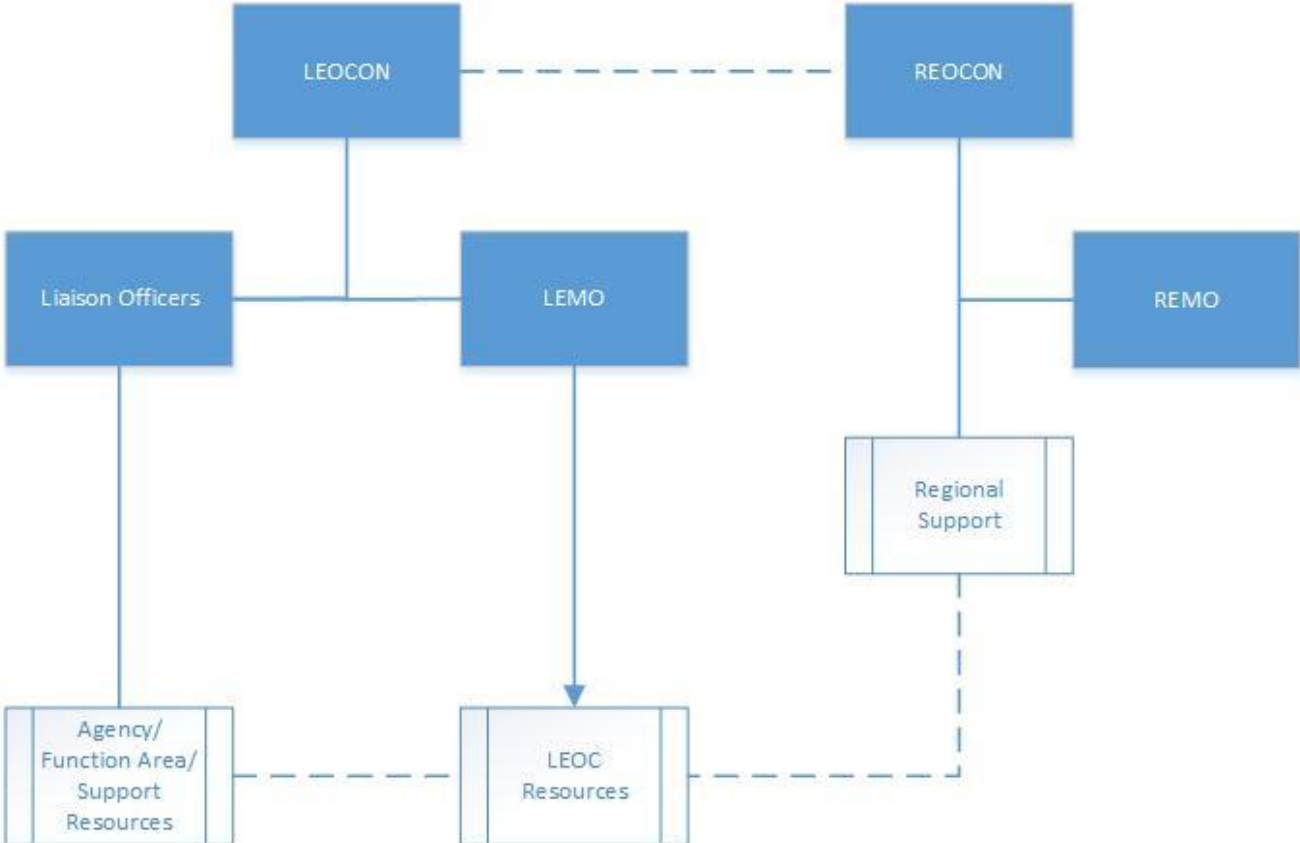 LEOCON
REOCON
Liaison Officers
LEMO
REMO
Regional
Support
Agency/
Function Area/
Support
Resources
LEOC
Resources